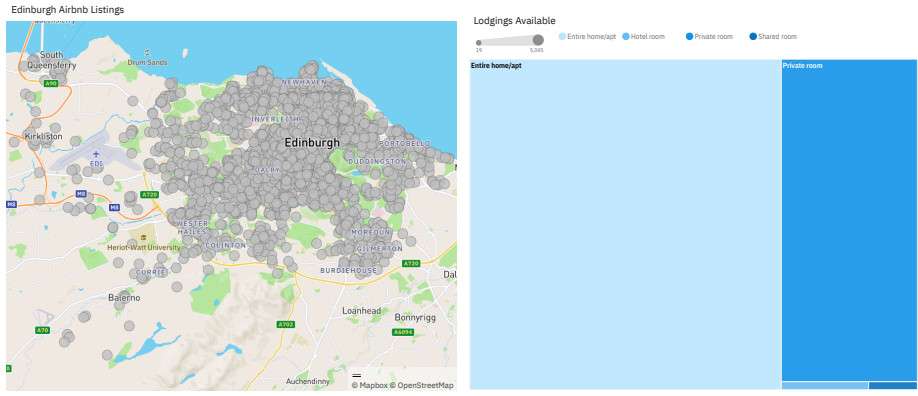 Edinburgh Airbnb Listings
South
Queensferry
Drum Sands
A90
NEWHAVEN
INVERLEITH
Kirkliston
Edinburgh
PORTOBELLO
EDI
DUDDINGSTON
DALRY
M8
A720
M8
M8
WESTER
HAILES
MOREDUN
Heriot-Watt University
COLINTON
GILMERTON
A720
CURRIE
BURDIEHOUSE
Dal
Balerno
Loanhead
Bonnyrigg
A70
A702
A6094
Auchendinny
© Mapbox © OpenStreetMap
Lodgings Available
19
5,045
Entire home/apt
Hotel room
Private room
Shared room
Entire home/apt
Private room